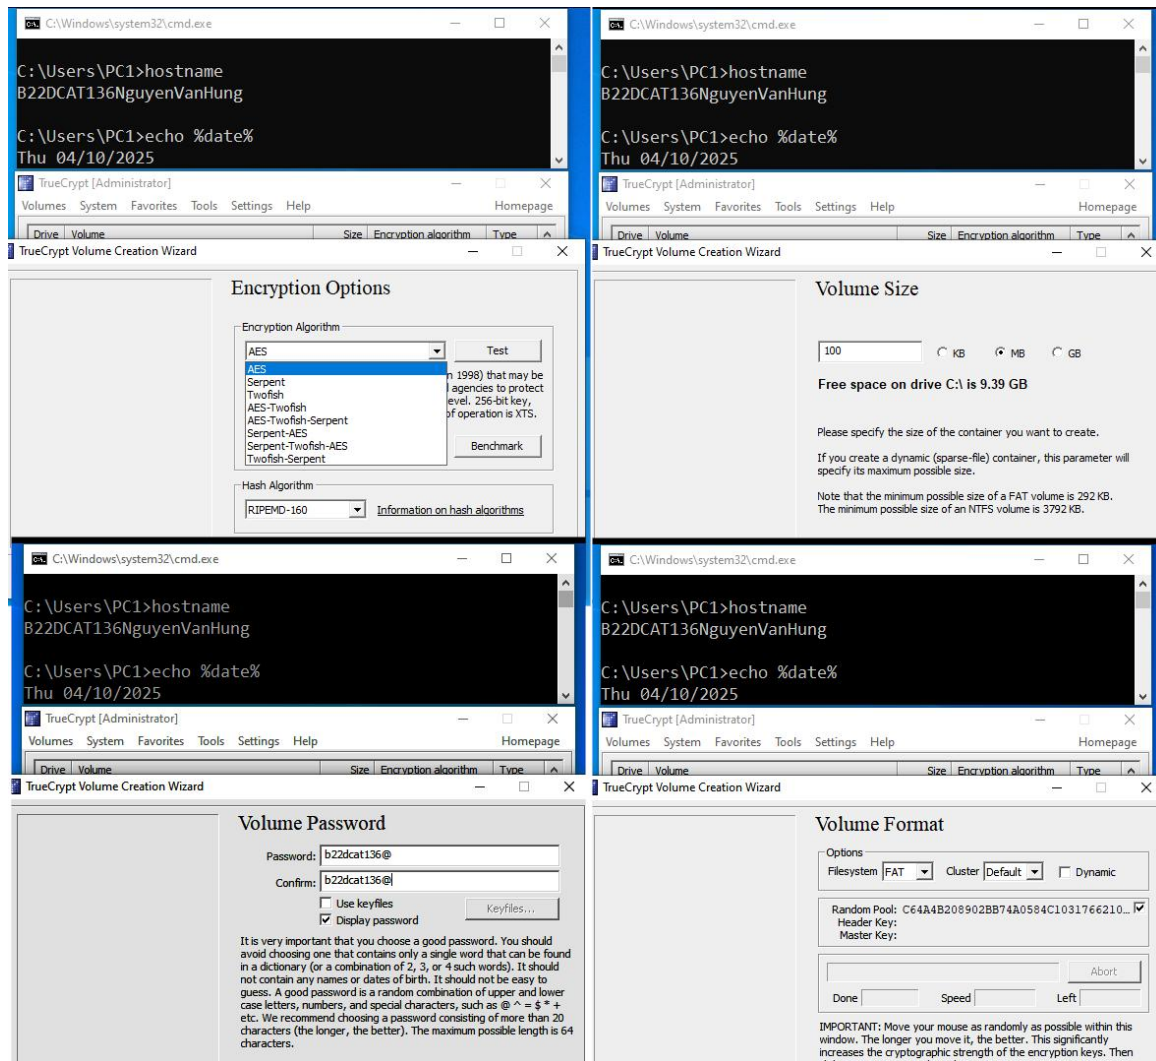 C:\Windows\system32\cmd.exe
C:\Users\PC1>hostname
B22DCAT136NguyenVanHung
C:\Users\PC1>echo %date%
Thu 04/10/2025
TrueCrypt [Administrator]
Volumes System Favorites Tools Settings Help Homepage
Drive Volume Size Encryption algorithm Type
TrueCrypt Volume Creation Wizard
Encryption Options
Encryption Algorithm
AES Test
AES
Serpent
Twofish
AES-Twofish
AES-Twofish-Serpent
Serpent-AES
Serpent-Twofish-AES
Twofish-Serpent
n 1998) that may be
agencies to protect
evel. 256-bit key,
of operation is XTS.
Benchmark
Hash Algorithm
RIPEMD-160 Information on hash algorithms
C:\Windows\system32\cmd.exe
C:\Users\PC1>hostname
B22DCAT136NguyenVanHung
C:\Users\PC1>echo %date%
Thu 04/10/2025
TrueCrypt [Administrator]
Volumes System Favorites Tools Settings Help Homepage
Drive Volume Size Encryption algorithm Type
TrueCrypt Volume Creation Wizard
Volume Size
100 KB MB GB
Free space on drive C:\ is 9.39 GB
Please specify the size of the container you want to create.
If you create a dynamic (sparse-file) container, this parameter will
specify its maximum possible size.
Note that the minimum possible size of a FAT volume is 292 KB.
The minimum possible size of an NTFS volume is 3792 KB.
C:\Windows\system32\cmd.exe
C:\Users\PC1>hostname
B22DCAT136NguyenVanHung
C:\Users\PC1>echo %date%
Thu 04/10/2025
TrueCrypt [Administrator]
Volumes System Favorites Tools Settings Help Homepage
Drive Volume Size Encryption algorithm Type
TrueCrypt Volume Creation Wizard
Volume Password
Password: b22dcat136@
Confirm: b22dcat136@
Use keyfiles Keyfiles...
Display password
It is very important that you choose a good password. You should
avoid choosing one that contains only a single word that can be found
in a dictionary (or a combination of 2, 3, or 4 such words). It should
not contain any names or dates of birth. It should not be easy to
guess. A good password is a random combination of upper and lower
case letters, numbers, and special characters, such as @ ^ = $ * +
etc. We recommend choosing a password consisting of more than 20
characters (the longer, the better). The maximum possible length is 64
characters.
C:\Windows\system32\cmd.exe
C:\Users\PC1>hostname
B22DCAT136NguyenVanHung
C:\Users\PC1>echo %date%
Thu 04/10/2025
TrueCrypt [Administrator]
Volumes System Favorites Tools Settings Help Homepage
Drive Volume Size Encryption algorithm Type
TrueCrypt Volume Creation Wizard
Volume Format
Options
Filesystem FAT Cluster Default Dynamic
Random Pool: C64A4B208902BB74A0584C1031766210...
Header Key:
Master Key:
Abort
Done Speed Left
IMPORTANT: Move your mouse as randomly as possible within this
window. The longer you move it, the better. This significantly
increases the cryptographic strength of the encryption keys. Then